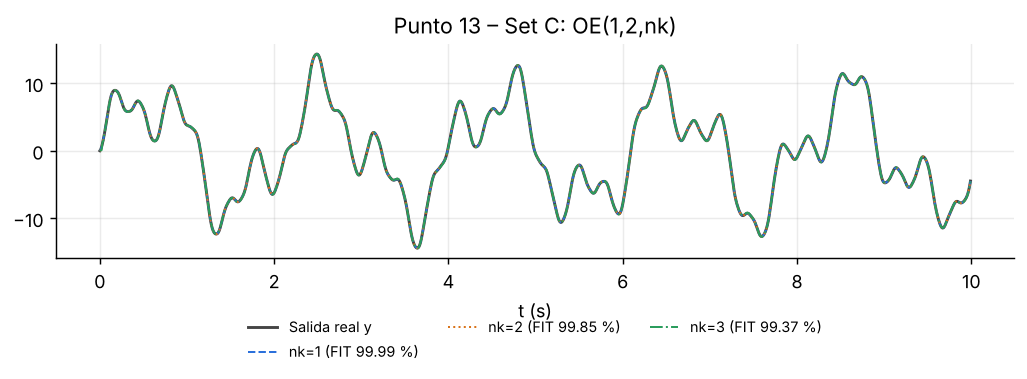 Punto 13 – Set C: OE(1,2,nk)
10
0
−10
0 2 4 6 8 10
t (s)
Salida real y nk=2 (FIT 99.85 %) nk=3 (FIT 99.37 %)
nk=1 (FIT 99.99 %)